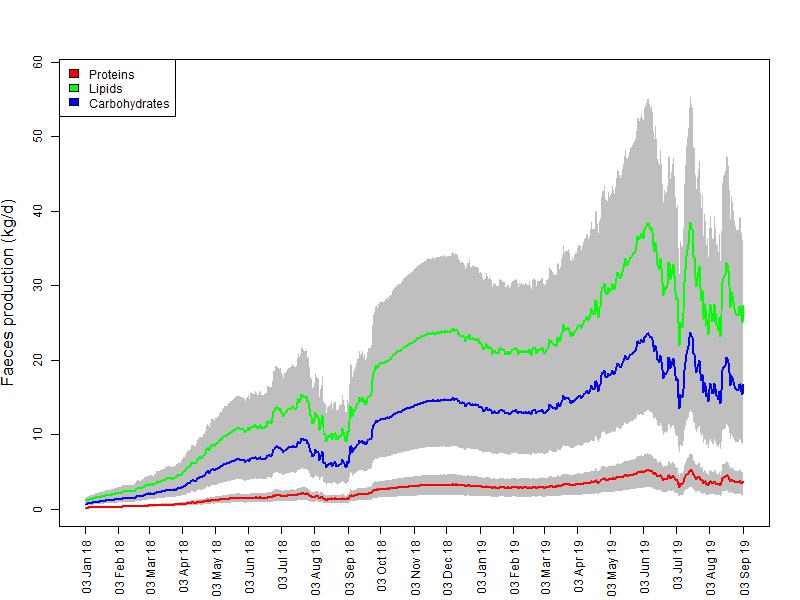 Proteins
Lipids
Carbohydrates
Faeces production (kg/d)
60
50
40
30
20
10
0
03 Jan 18
03 Feb 18
03 Mar 18
03 Apr 18
03 May 18
03 Jun 18
03 Jul 18
03 Aug 18
03 Sep 18
03 Oct 18
03 Nov 18
03 Dec 18
03 Jan 19
03 Feb 19
03 Mar 19
03 Apr 19
03 May 19
03 Jun 19
03 Jul 19
03 Aug 19
03 Sep 19